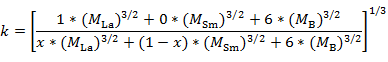 k = [ (1 * (M_La)^{3/2} + 0 * (M_Sm)^{3/2} + 6 * (M_B)^{3/2}) / (x * (M_La)^{3/2} + (1 − x) * (M_Sm)^{3/2} + 6 * (M_B)^{3/2}) ]^{1/3}